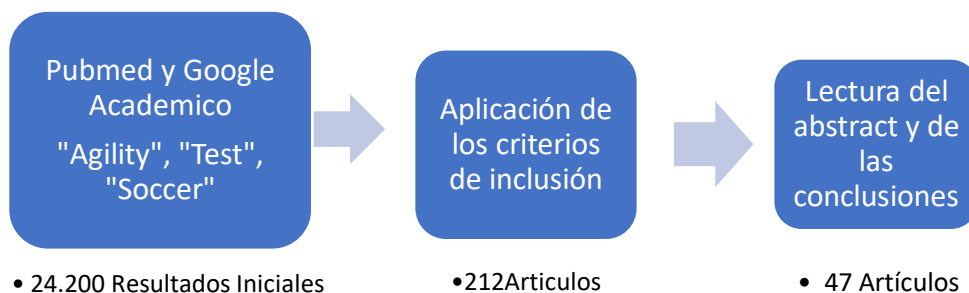 Pubmed y Google
Academico
"Agility", "Test",
"Soccer"
Aplicación de
los criterios
de inclusión
Lectura del
abstract y de
las
conclusiones
• 24.200 Resultados Iniciales
•212Articulos
• 47 Artículos